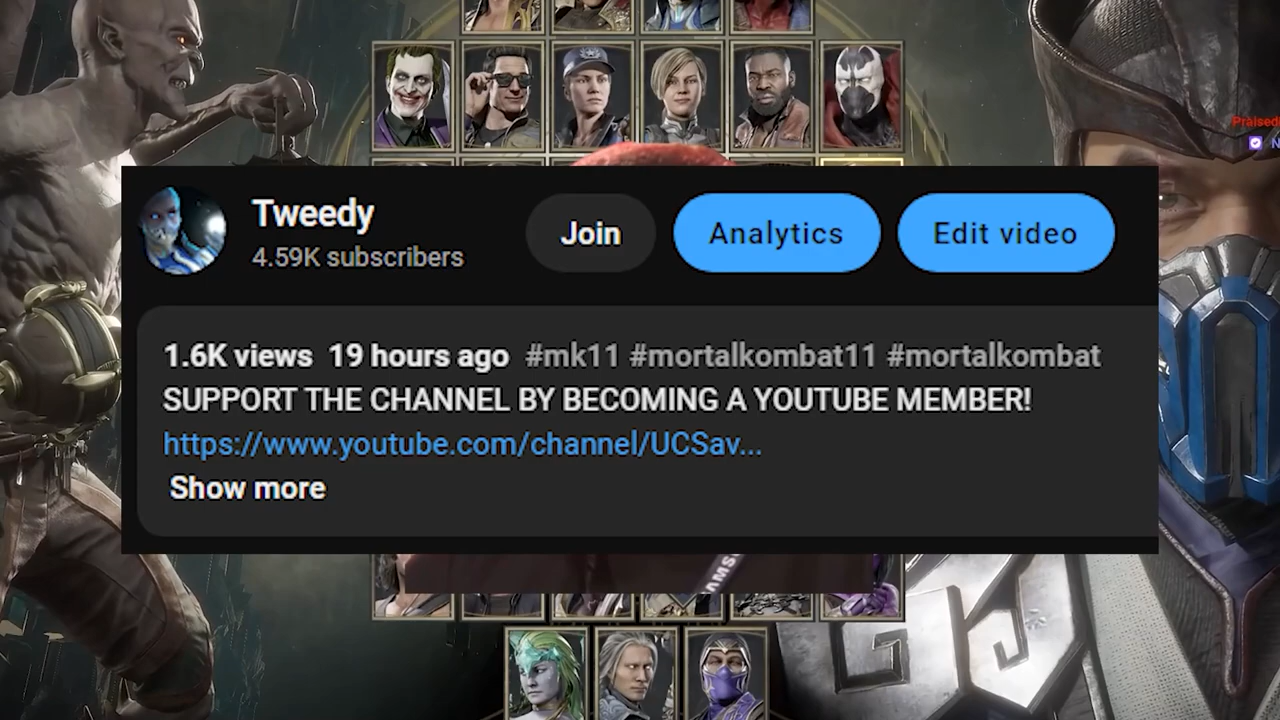 Praised
N
Tweedy
4.59K subscribers
Join
Analytics
Edit video
1.6K views 19 hours ago #mk11 #mortalkombat11 #mortalkombat
SUPPORT THE CHANNEL BY BECOMING A YOUTUBE MEMBER!
https://www.youtube.com/channel/UCSav...
Show more